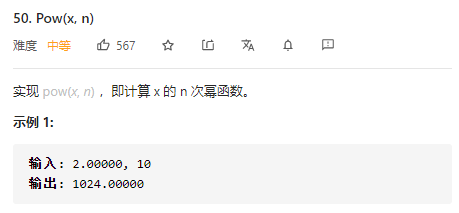 50. Pow(x, n)
难度 中等 567
实现 pow(x, n) ，即计算 x 的 n 次幂函数。
示例 1:
输入: 2.00000, 10
输出: 1024.00000